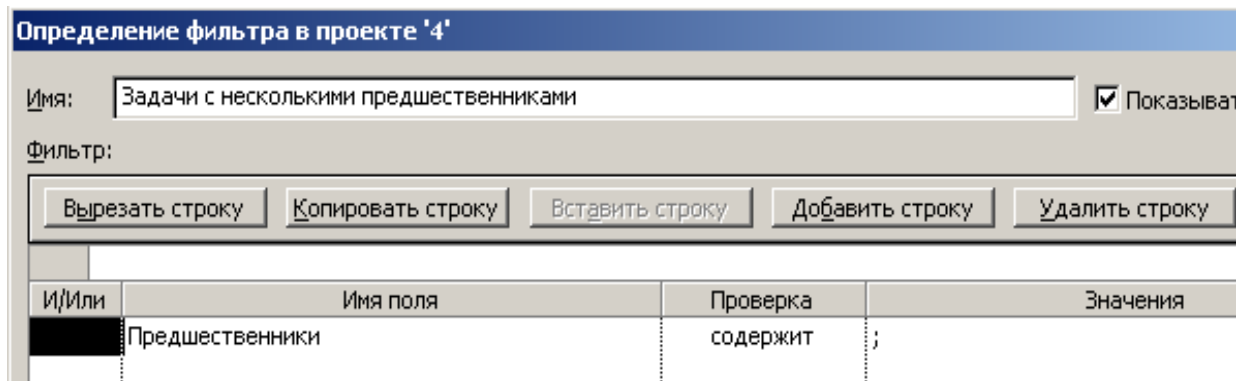 Определение фильтра в проекте '4'
Имя: Задачи с несколькими предшественниками Показыват
Фильтр:
Вырезать строку Копировать строку Вставить строку Добавить строку Удалить строку
И/Или Имя поля Проверка Значения
Предшественники содержит ;